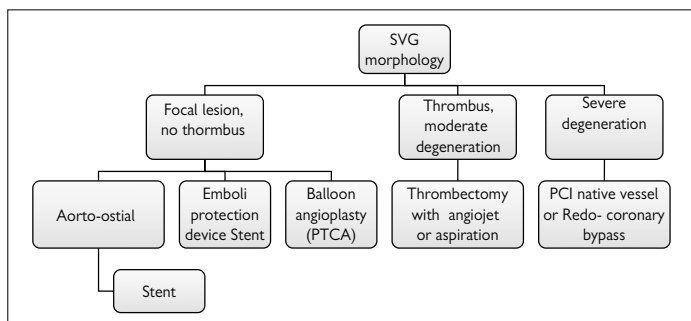 SVG
morphology
Focal lesion,
no thormbus
Thrombus,
moderate
degeneration
Severe
degeneration
Aorto-ostial
Emboli
protection
device Stent
Balloon
angioplasty
(PTCA)
Thrombectomy
with angiojet
or aspiration
PCI native vessel
or Redo- coronary
bypass
Stent